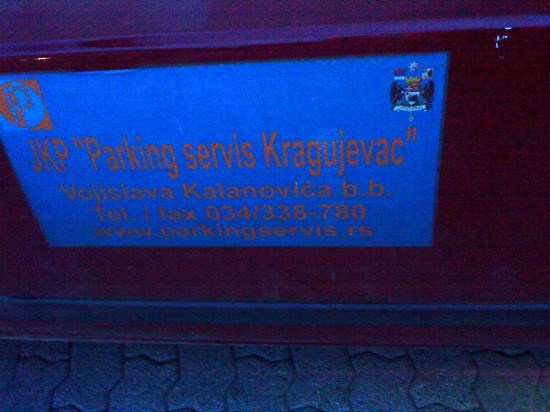 P
JKP "Parking servis Kragujevac"
Vojislava Kalanovića b.b.
Tel. / fax 034/338-780
www.parkingservis.rs